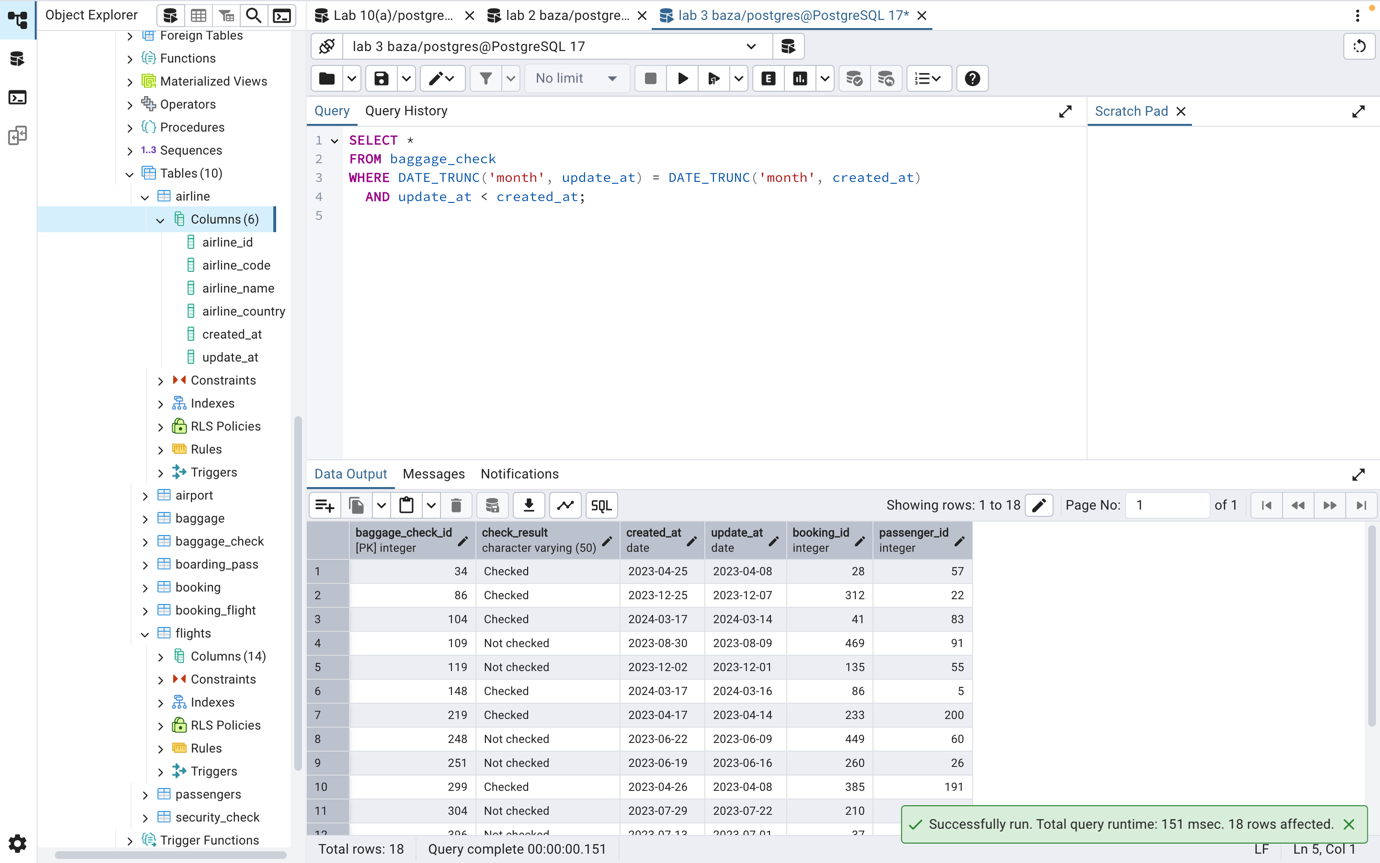 Object Explorer
Lab 10(a)/postgre...
lab 2 baza/postgre...
lab 3 baza/postgres@PostgreSQL 17*
Foreign Tables
Functions
Materialized Views
Operators
Procedures
1..3 Sequences
Tables (10)
airline
Columns (6)
airline_id
airline_code
airline_name
airline_country
created_at
update_at
Constraints
Indexes
RLS Policies
Rules
Triggers
airport
baggage
baggage_check
boarding_pass
booking
booking_flight
flights
Columns (14)
Constraints
Indexes
RLS Policies
Rules
Triggers
passengers
security_check
Trigger Functions
lab 3 baza/postgres@PostgreSQL 17
No limit
E
Query Query History
Scratch Pad
1 SELECT *
2 FROM baggage_check
3 WHERE DATE_TRUNC('month', update_at) = DATE_TRUNC('month', created_at)
4 AND update_at < created_at;
5
Data Output Messages Notifications
SQL
Showing rows: 1 to 18
Page No: 1 of 1
baggage_check_id check_result created_at update_at booking_id passenger_id
[PK] integer character varying (50) date date integer integer
1 34 Checked 2023-04-25 2023-04-08 28 57
2 86 Checked 2023-12-25 2023-12-07 312 22
3 104 Checked 2024-03-17 2024-03-14 41 83
4 109 Not checked 2023-08-30 2023-08-09 469 91
5 119 Not checked 2023-12-02 2023-12-01 135 55
6 148 Checked 2024-03-17 2024-03-16 86 5
7 219 Checked 2023-04-17 2023-04-14 233 200
8 248 Not checked 2023-06-22 2023-06-09 449 60
9 251 Not checked 2023-06-19 2023-06-16 260 26
10 299 Checked 2023-04-26 2023-04-08 385 191
11 304 Not checked 2023-07-29 2023-07-22 210
12 396 Not checked 2023-07-13 2023-07-01 37
Successfully run. Total query runtime: 151 msec. 18 rows affected.
Total rows: 18 Query complete 00:00:00.151 LF Ln 5, Col 1